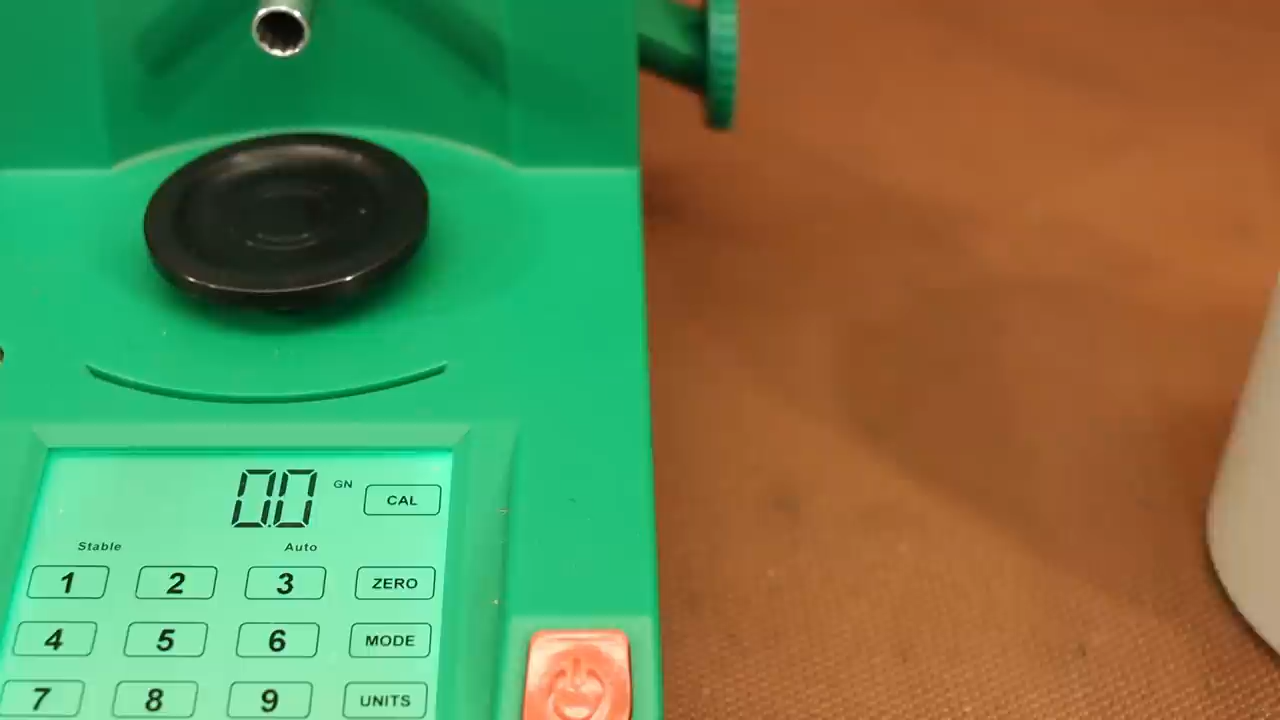 0.0 GN CAL
Stable Auto
1 2 3 ZERO
4 5 6 MODE
7 8 9 UNITS